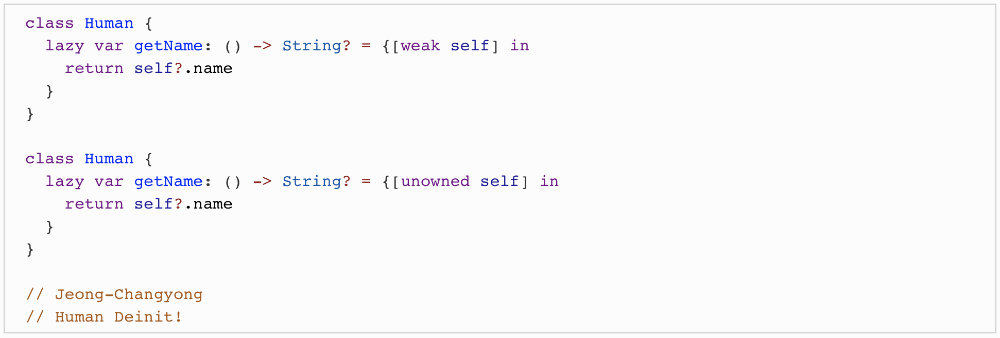 class Human {
  lazy var getName: () -> String? = {[weak self] in
    return self?.name
  }
}

class Human {
  lazy var getName: () -> String? = {[unowned self] in
    return self?.name
  }
}

// Jeong-Changyong
// Human Deinit!